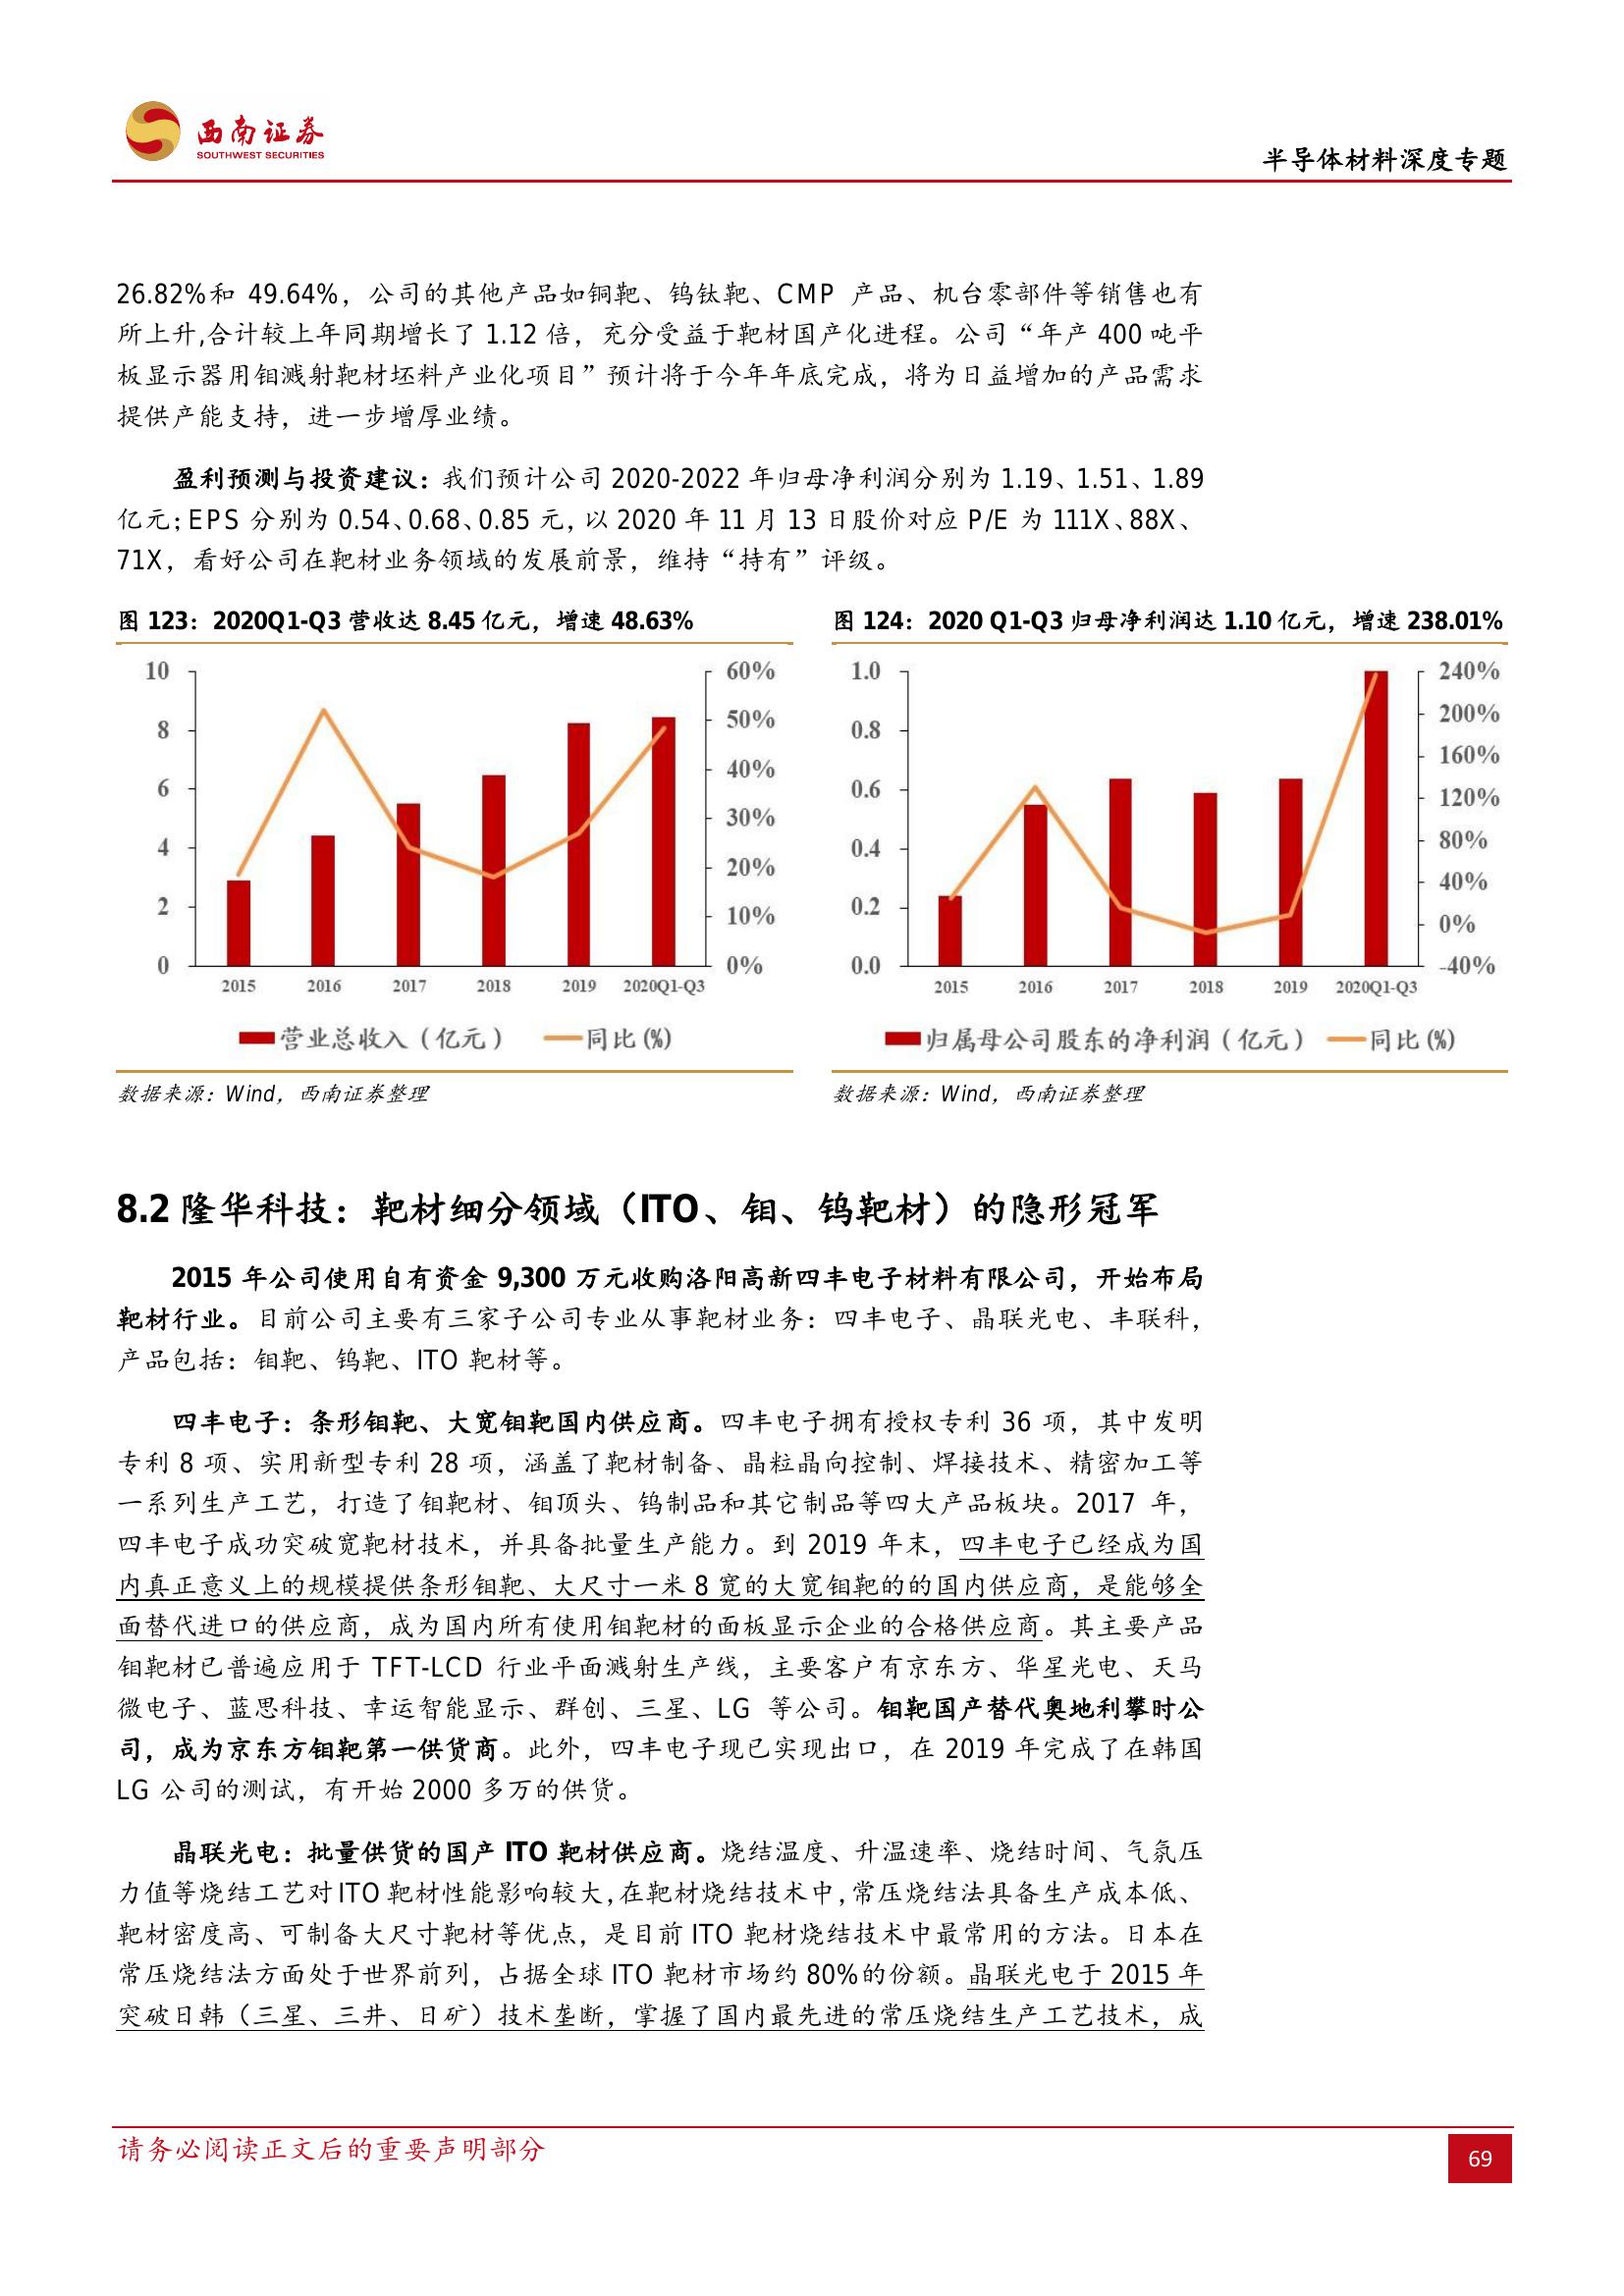 西南证券
SOUTHWEST SECURITIES
半导体材料深度专题
26.82%和 49.64%，公司的其他产品如铜靶、钨钛靶、CMP 产品、机台零部件等销售也有
所上升,合计较上年同期增长了 1.12 倍，充分受益于靶材国产化进程。公司“年产 400 吨平
板显示器用钼溅射靶材坯料产业化项目”预计将于今年年底完成，将为日益增加的产品需求
提供产能支持，进一步增厚业绩。
盈利预测与投资建议：我们预计公司 2020-2022 年归母净利润分别为 1.19、1.51、1.89
亿元；EPS 分别为 0.54、0.68、0.85 元，以 2020 年 11 月 13 日股价对应 P/E 为 111X、88X、
71X，看好公司在靶材业务领域的发展前景，维持“持有”评级。
图 123：2020Q1-Q3 营收达 8.45 亿元，增速 48.63%
10
8
6
4
2
0
60%
50%
40%
30%
20%
10%
0%
2015 2016 2017 2018 2019 2020Q1-Q3
营业总收入（亿元） 同比(%)
数据来源：Wind，西南证券整理
图 124：2020 Q1-Q3 归母净利润达 1.10 亿元，增速 238.01%
1.0
0.8
0.6
0.4
0.2
0.0
240%
200%
160%
120%
80%
40%
0%
-40%
2015 2016 2017 2018 2019 2020Q1-Q3
归属母公司股东的净利润（亿元） 同比(%)
数据来源：Wind，西南证券整理
8.2 隆华科技：靶材细分领域（ITO、钼、钨靶材）的隐形冠军
2015 年公司使用自有资金 9,300 万元收购洛阳高新四丰电子材料有限公司，开始布局
靶材行业。目前公司主要有三家子公司专业从事靶材业务：四丰电子、晶联光电、丰联科，
产品包括：钼靶、钨靶、ITO 靶材等。
四丰电子：条形钼靶、大宽钼靶国内供应商。四丰电子拥有授权专利 36 项，其中发明
专利 8 项、实用新型专利 28 项，涵盖了靶材制备、晶粒晶向控制、焊接技术、精密加工等
一系列生产工艺，打造了钼靶材、钼顶头、钨制品和其它制品等四大产品板块。2017 年，
四丰电子成功突破宽靶材技术，并具备批量生产能力。到 2019 年末，四丰电子已经成为国
内真正意义上的规模提供条形钼靶、大尺寸一米 8 宽的大宽钼靶的的国内供应商，是能够全
面替代进口的供应商，成为国内所有使用钼靶材的面板显示企业的合格供应商。其主要产品
钼靶材已普遍应用于 TFT-LCD 行业平面溅射生产线，主要客户有京东方、华星光电、天马
微电子、蓝思科技、幸运智能显示、群创、三星、LG 等公司。钼靶国产替代奥地利攀时公
司，成为京东方钼靶第一供货商。此外，四丰电子现已实现出口，在 2019 年完成了在韩国
LG 公司的测试，有开始 2000 多万的供货。
晶联光电：批量供货的国产 ITO 靶材供应商。烧结温度、升温速率、烧结时间、气氛压
力值等烧结工艺对 ITO 靶材性能影响较大，在靶材烧结技术中，常压烧结法具备生产成本低、
靶材密度高、可制备大尺寸靶材等优点，是目前 ITO 靶材烧结技术中最常用的方法。日本在
常压烧结法方面处于世界前列，占据全球 ITO 靶材市场约 80%的份额。晶联光电于 2015 年
突破日韩（三星、三井、日矿）技术垄断，掌握了国内最先进的常压烧结生产工艺技术，成
请务必阅读正文后的重要声明部分
69